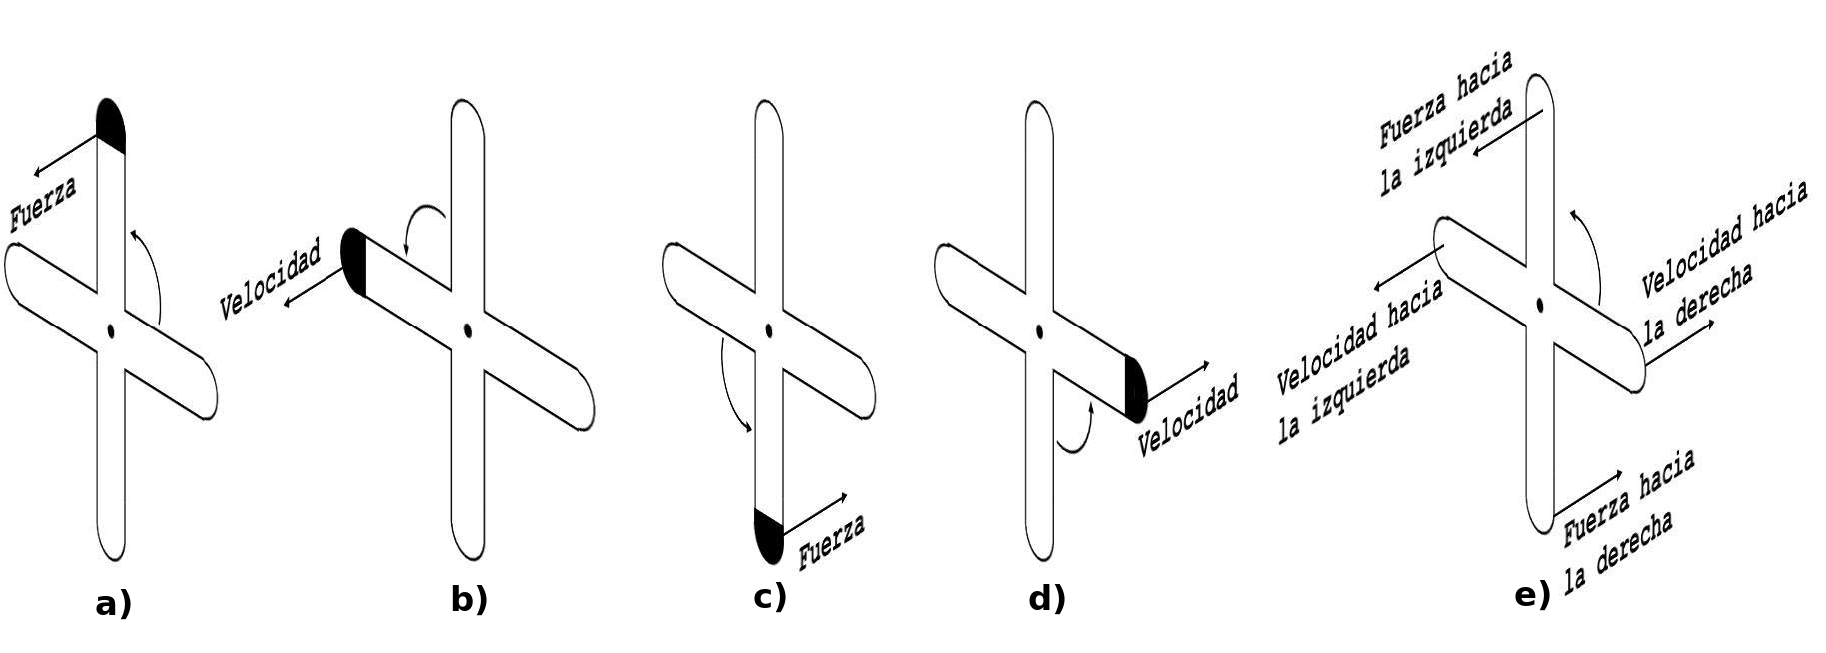 Fuerza
a)
Velocidad
b)
Fuerza
c)
Velocidad
d)
Fuerza hacia
la izquierda
Velocidad hacia
la derecha
Velocidad hacia
la izquierda
Fuerza hacia
la derecha
e)